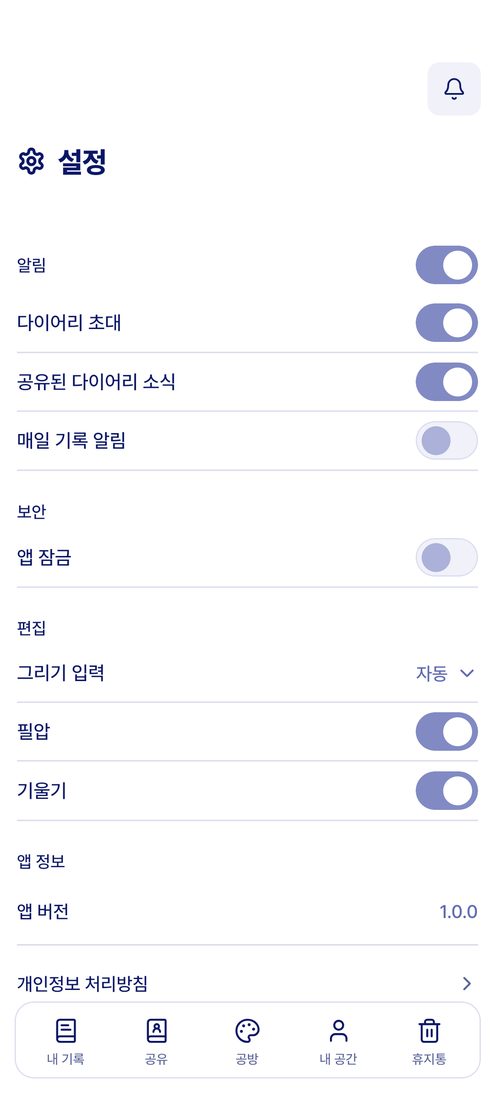 설정
알림
다이어리 초대
공유된 다이어리 소식
매일 기록 알림
보안
앱 잠금
편집
그리기 입력 자동
필압
기울기
앱 정보
앱 버전 1.0.0
개인정보 처리방침
내 기록 공유 공방 내 공간 휴지통